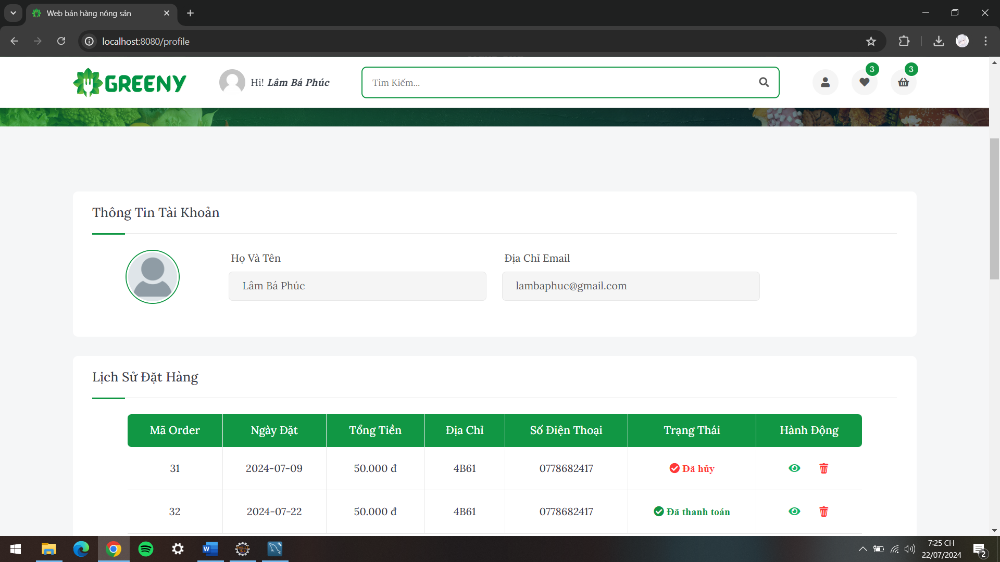 Web bán hàng nông sản
localhost:8080/profile
GREENY
Hi! Lâm Bá Phúc
Tìm Kiếm...
3
3
Thông Tin Tài Khoản
Họ Và Tên
Địa Chỉ Email
Lâm Bá Phúc
lambaphuc@gmail.com
Lịch Sử Đặt Hàng
Mã Order Ngày Đặt Tổng Tiền Địa Chỉ Số Điện Thoại Trạng Thái Hành Động
31 2024-07-09 50.000 đ 4B61 0778682417 Đã hủy
32 2024-07-22 50.000 đ 4B61 0778682417 Đã thanh toán
7:25 CH
22/07/2024
2